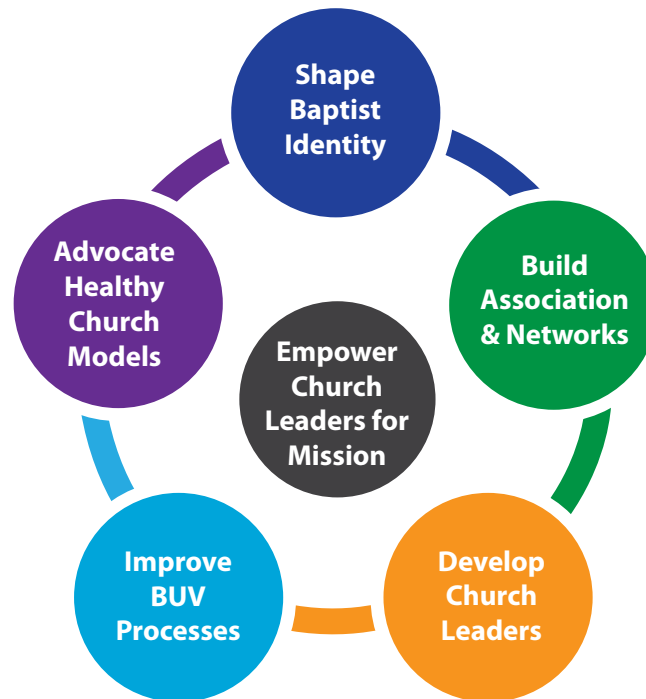 Shape
Baptist
Identity
Build
Association
& Networks
Develop
Church
Leaders
Improve
BUV
Processes
Advocate
Healthy
Church
Models
Empower
Church
Leaders for
Mission